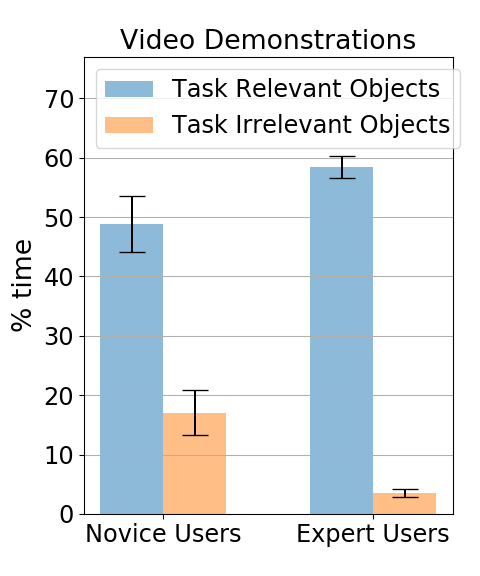 Video Demonstrations
Task Relevant Objects
Task Irrelevant Objects
% time
70
60
50
40
30
20
10
0
Novice Users
Expert Users